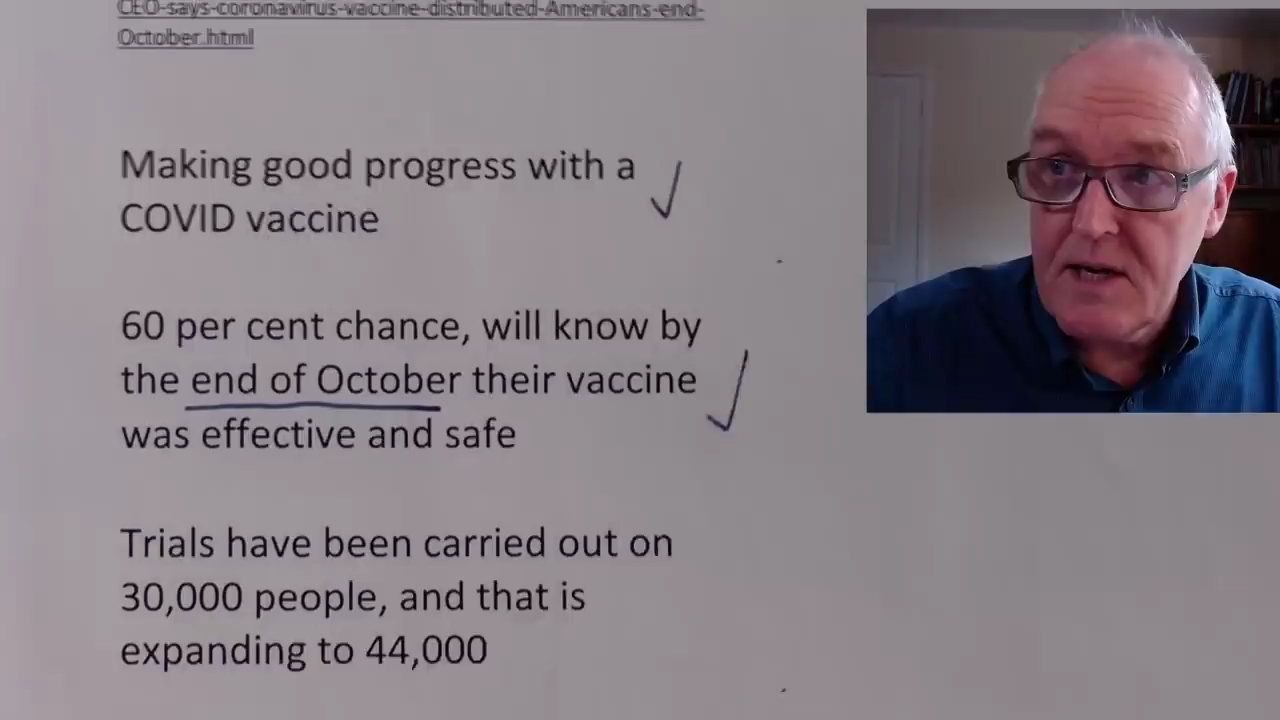 CEO-says-coronavirus-vaccine-distributed-Americans-end-
October.html
Making good progress with a
COVID vaccine
60 per cent chance, will know by
the end of October their vaccine
was effective and safe
Trials have been carried out on
30,000 people, and that is
expanding to 44,000